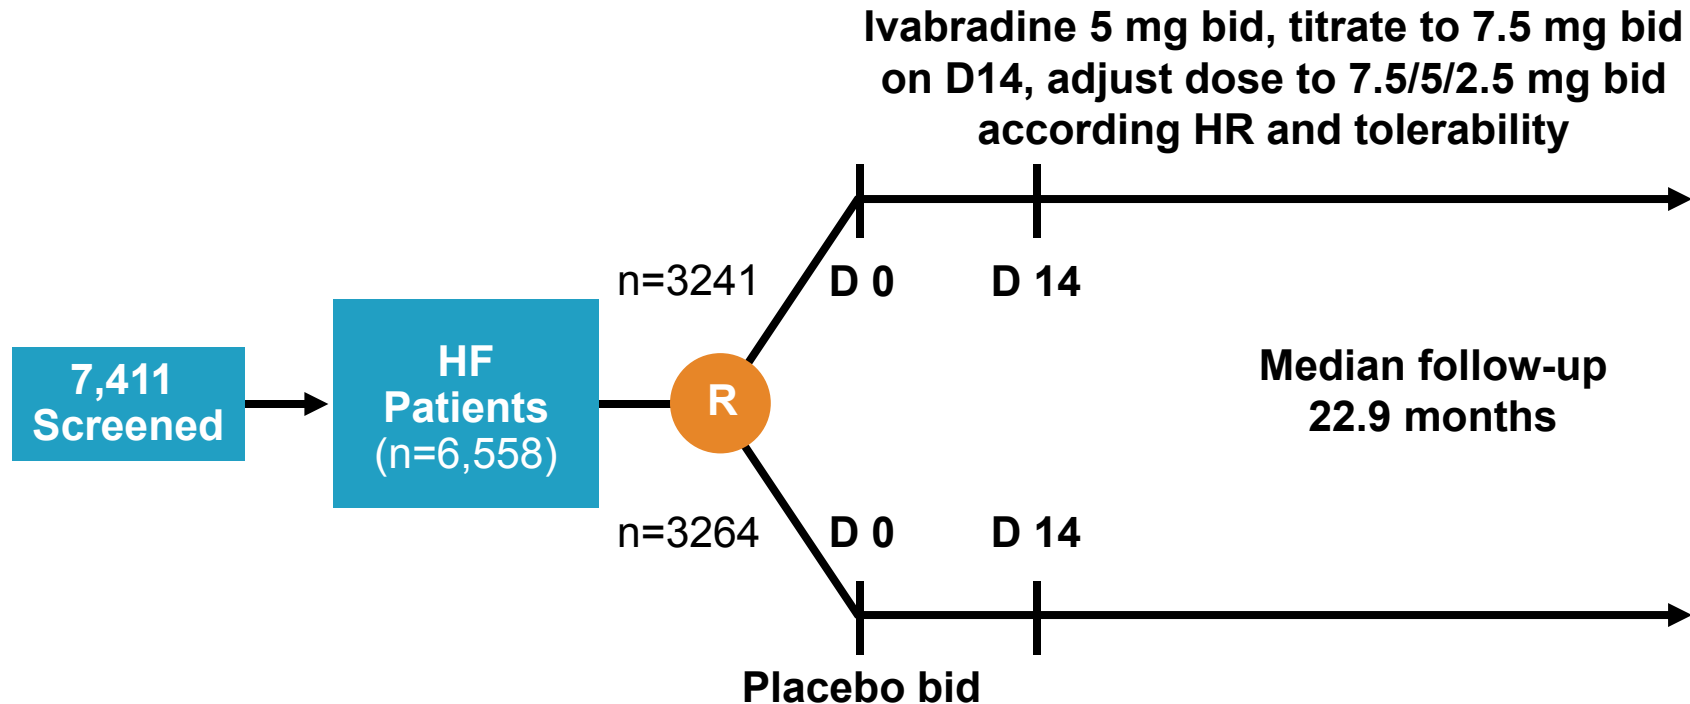 Ivabradine 5 mg bid, titrate to 7.5 mg bid
on D14, adjust dose to 7.5/5/2.5 mg bid
according HR and tolerability
n=3241
D 0
D 14
7,411
Screened
HF
Patients
(n=6,558)
R
Median follow-up
22.9 months
n=3264
D 0
D 14
Placebo bid